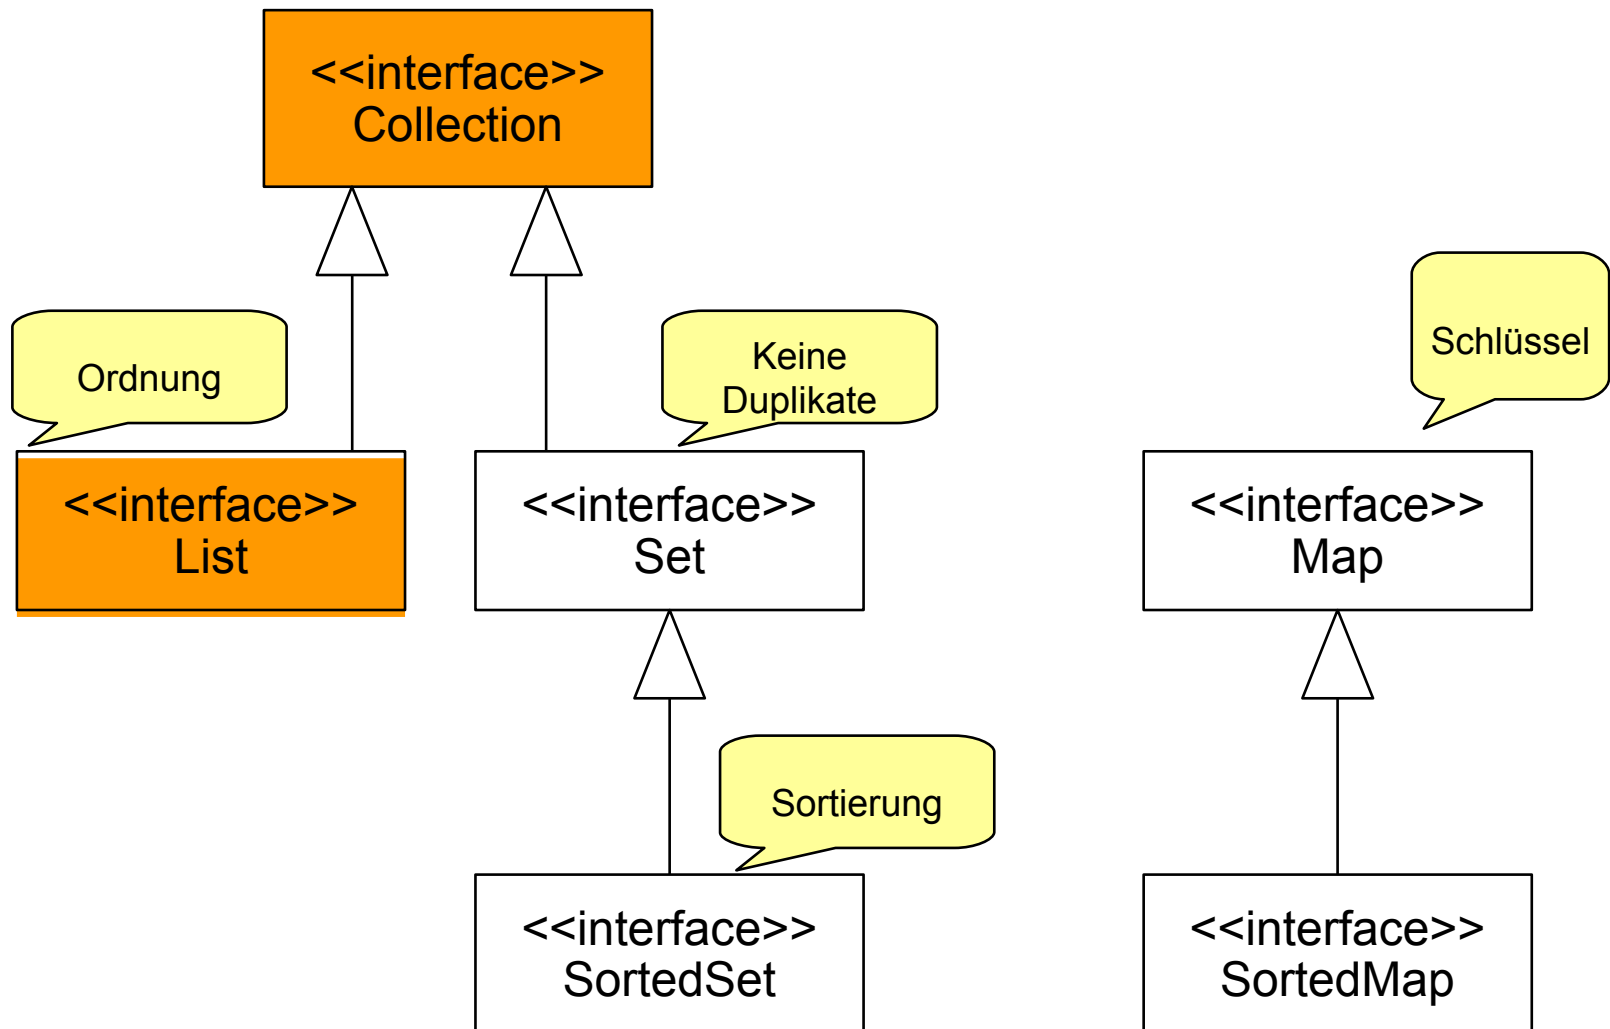 <<interface>>
Collection
Ordnung
Keine
Duplikate
Schlüssel
<<interface>>
List
<<interface>>
Set
<<interface>>
Map
Sortierung
<<interface>>
SortedSet
<<interface>>
SortedMap